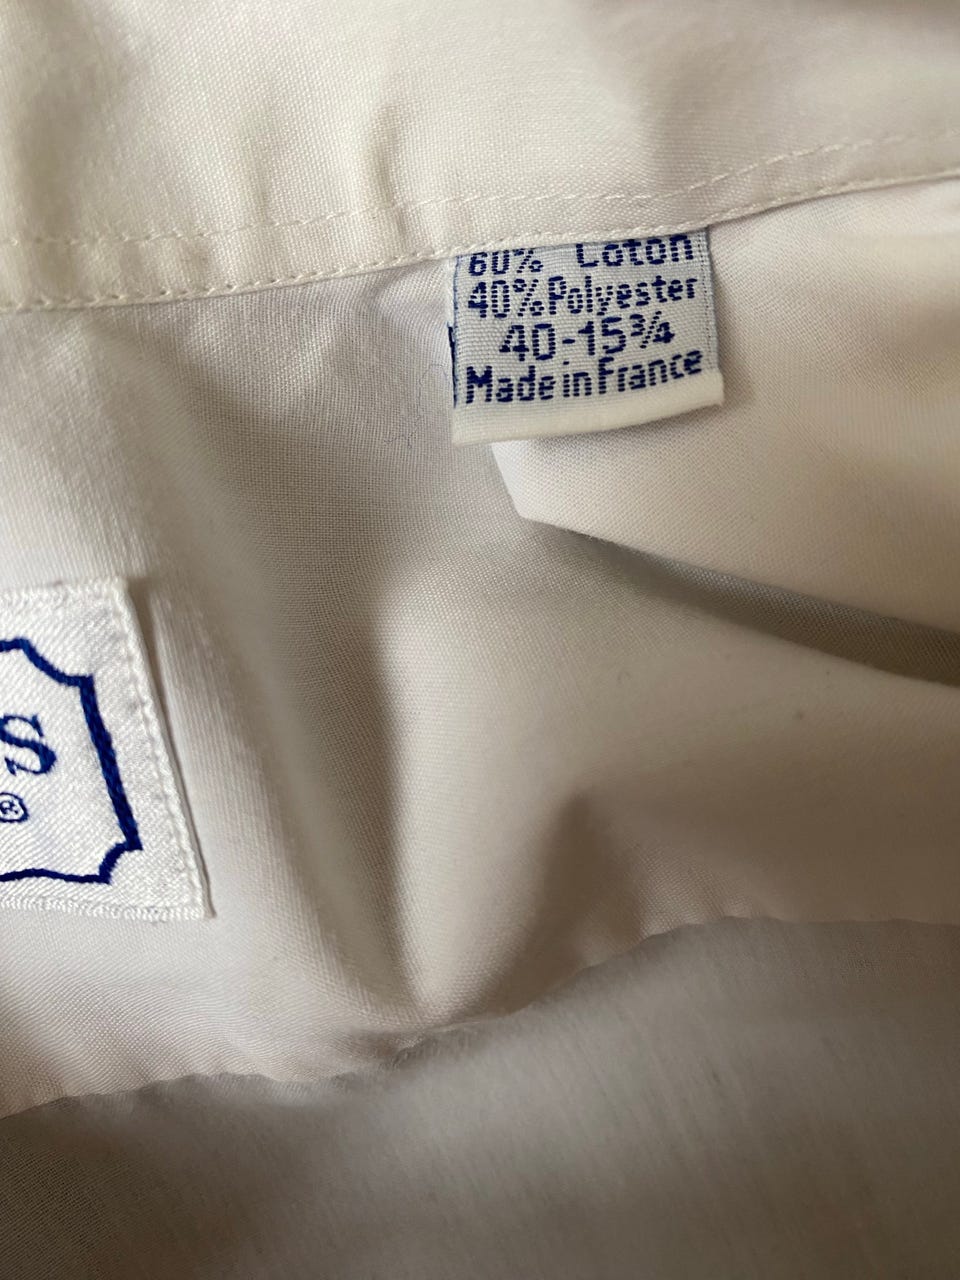 60% Coton
40% Polyester
40-15¾
Made in France
S
®